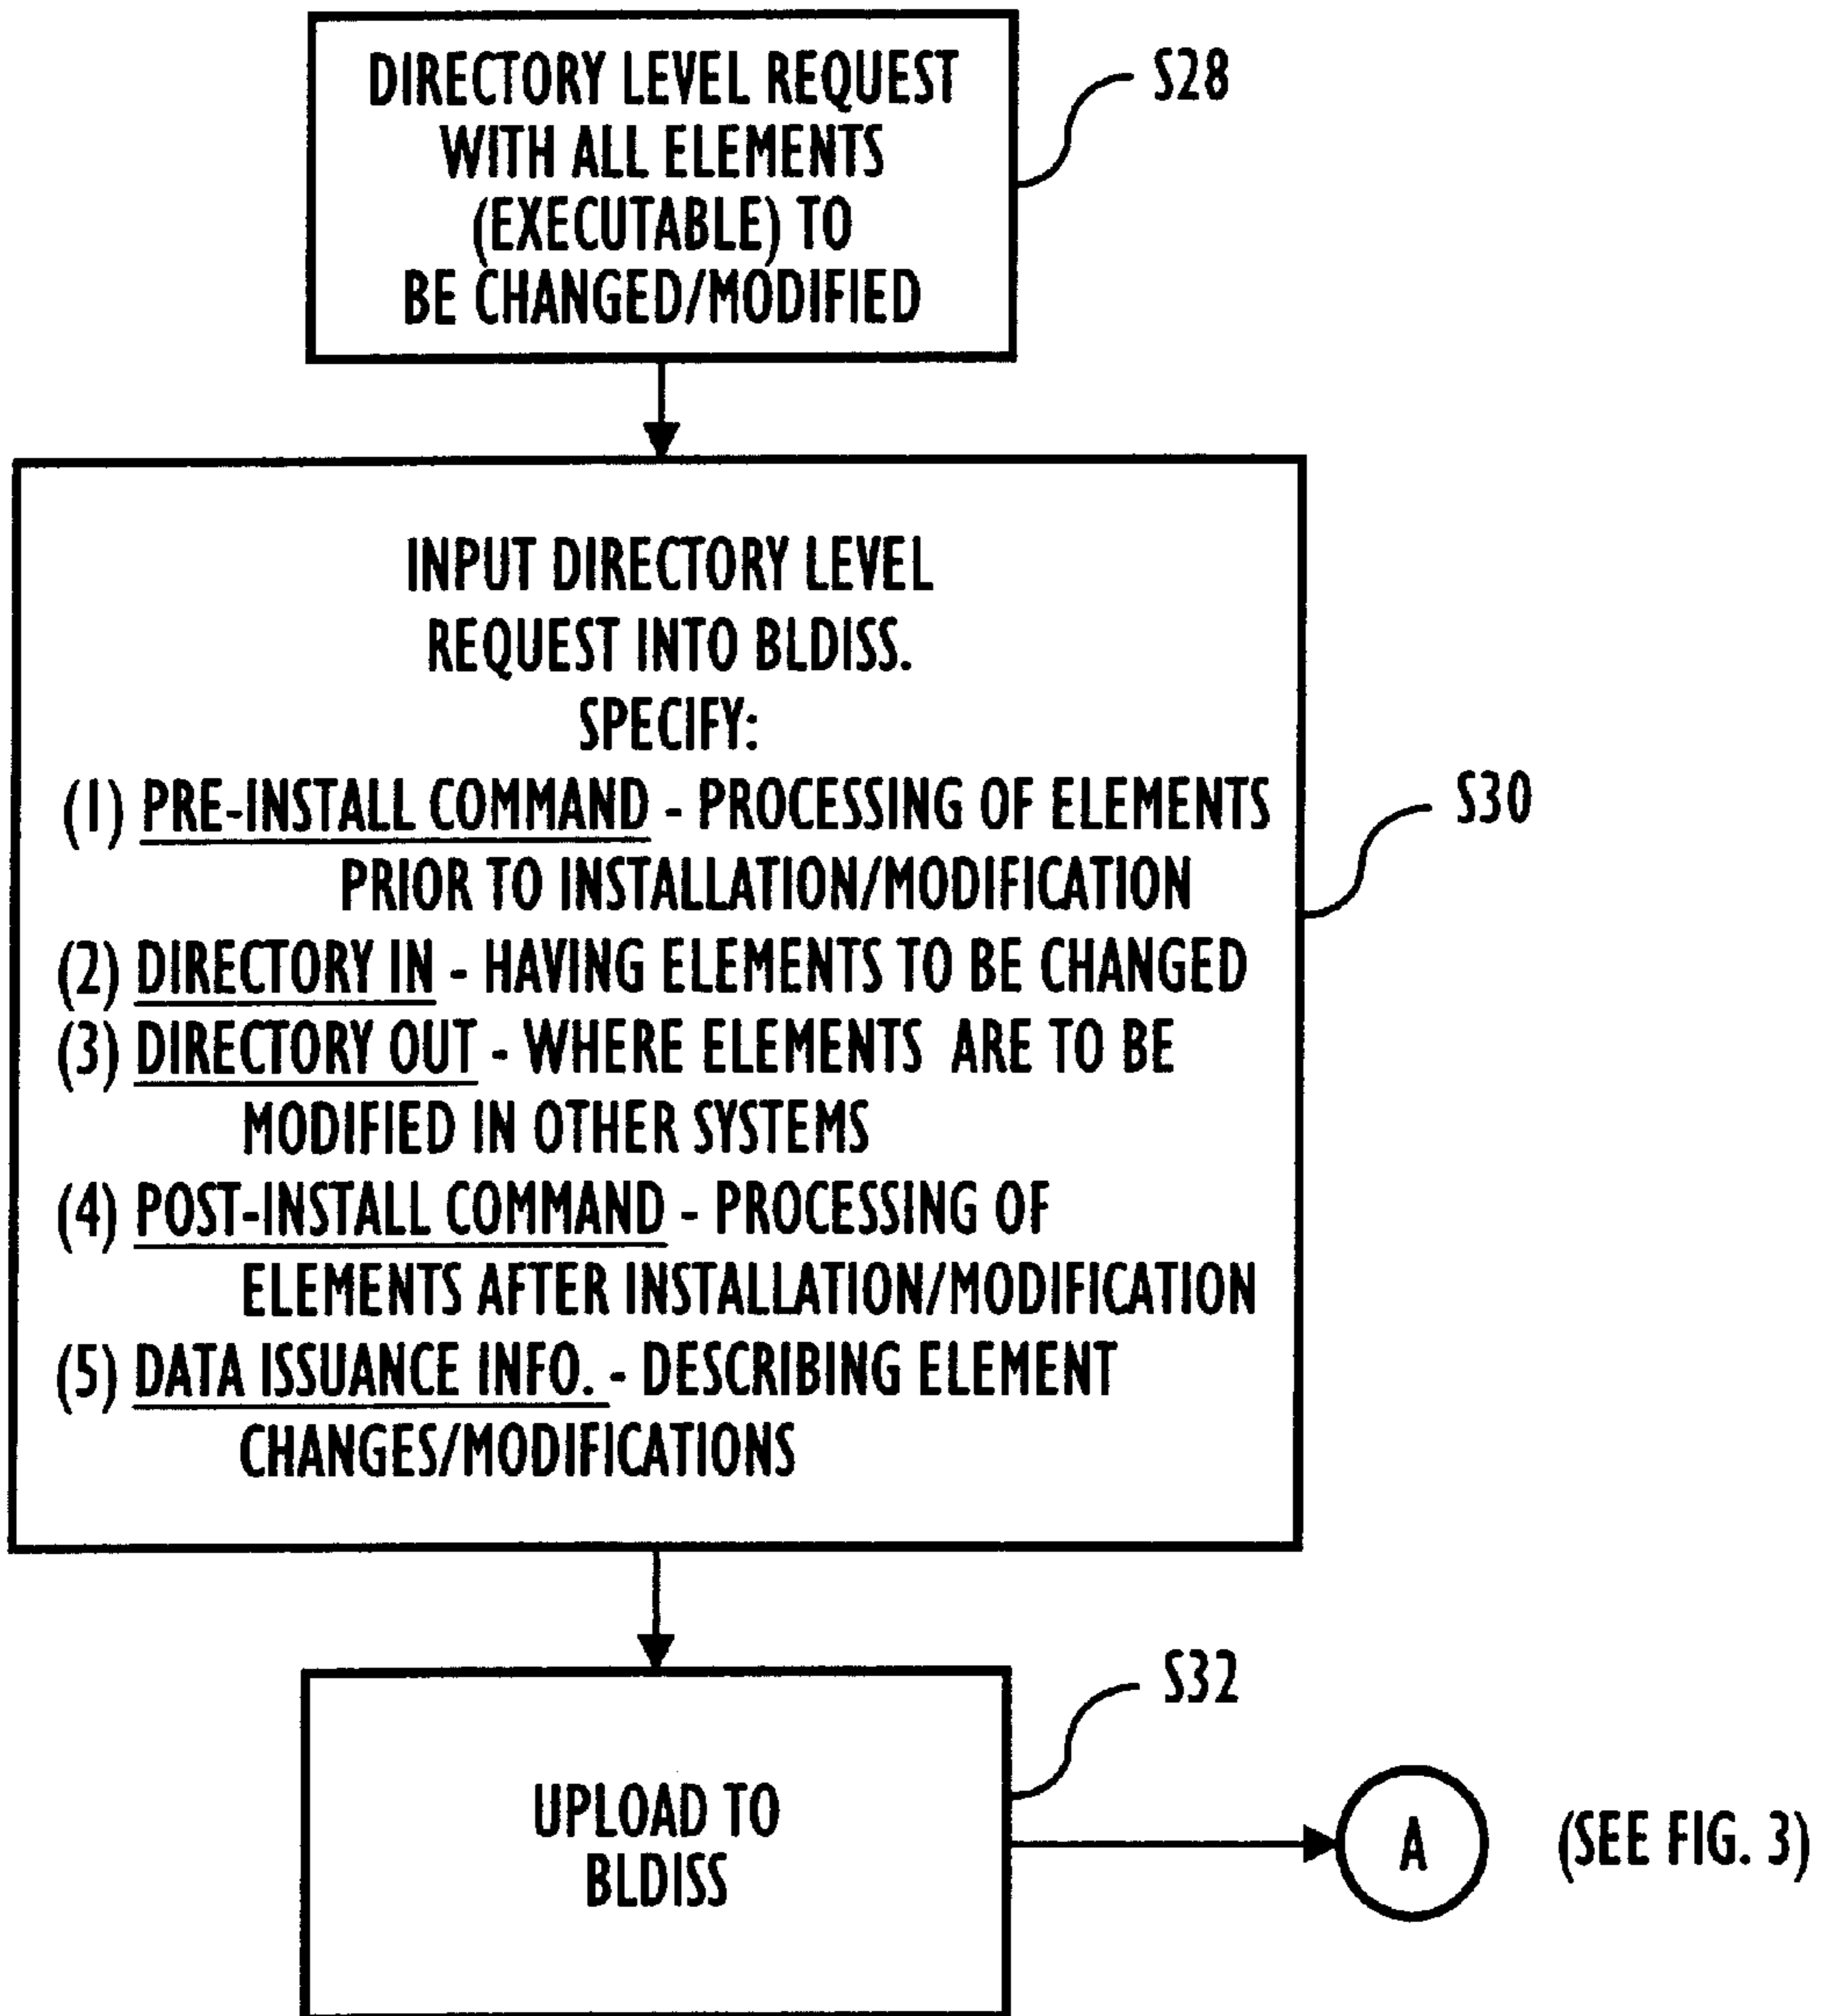 DIRECTORY LEVEL REQUEST
WITH ALL ELEMENTS
(EXECUTABLE) TO
BE CHANGED/MODIFIED
S28
INPUT DIRECTORY LEVEL
REQUEST INTO BLDISS.
SPECIFY:
(1) PRE-INSTALL COMMAND - PROCESSING OF ELEMENTS
PRIOR TO INSTALLATION/MODIFICATION
(2) DIRECTORY IN - HAVING ELEMENTS TO BE CHANGED
(3) DIRECTORY OUT - WHERE ELEMENTS ARE TO BE
MODIFIED IN OTHER SYSTEMS
(4) POST-INSTALL COMMAND - PROCESSING OF
ELEMENTS AFTER INSTALLATION/MODIFICATION
(5) DATA ISSUANCE INFO. - DESCRIBING ELEMENT
CHANGES/MODIFICATIONS
S30
UPLOAD TO
BLDISS
S32
A
(SEE FIG. 3)